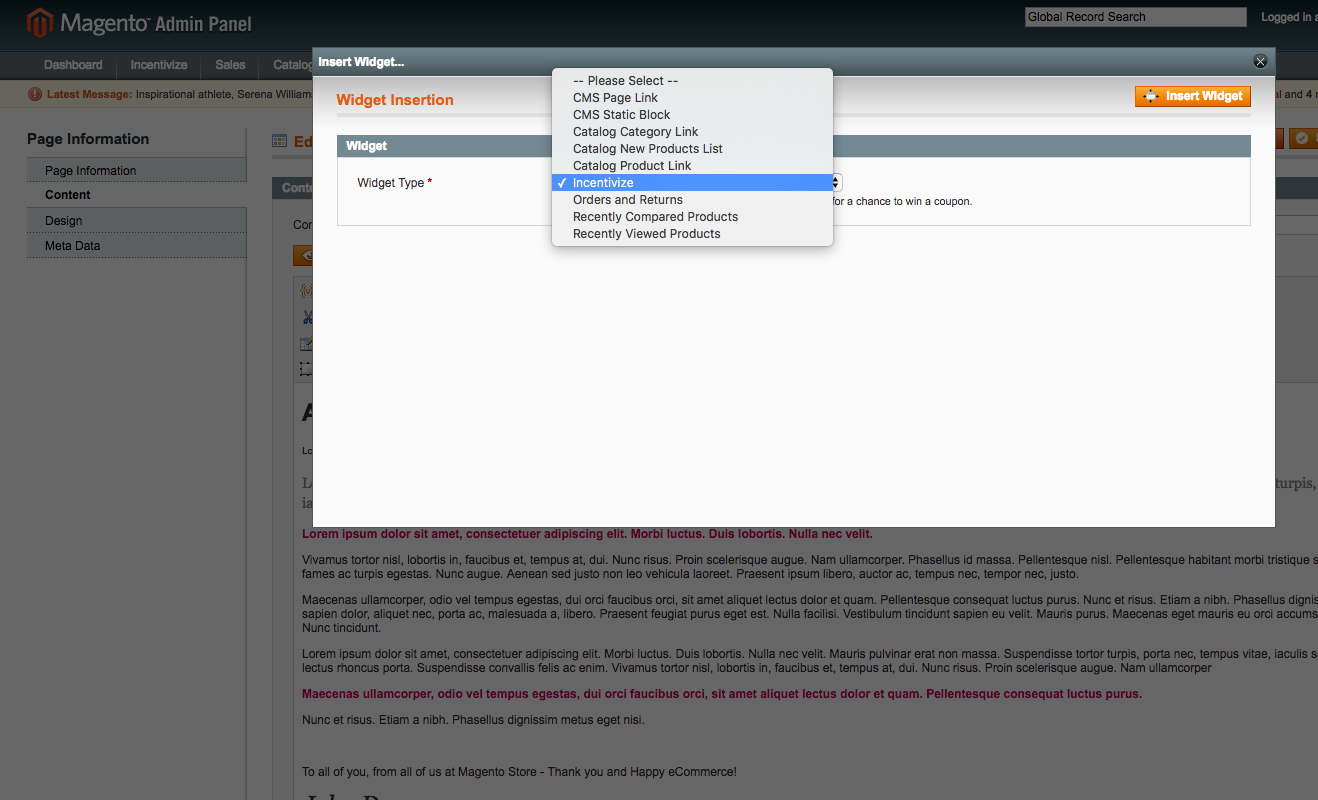 Magento™ Admin Panel
Global Record Search
Logged in a
Dashboard
Incentivize
Sales
Catalog
Insert Widget...
Latest Message: Inspirational athlete, Serena William
al and 4
Widget Insertion
Insert Widget
Page Information
Page Information
Content
Design
Meta Data
Ed
Conte
Con
Widget
Widget Type *
-- Please Select --
CMS Page Link
CMS Static Block
Catalog Category Link
Catalog New Products List
Catalog Product Link
✓ Incentivize
Orders and Returns
Recently Compared Products
Recently Viewed Products
for a chance to win a coupon.
A
Lo
turpis,
ia
Lorem ipsum dolor sit amet, consectetuer adipiscing elit. Morbi luctus. Duis lobortis. Nulla nec velit.
Vivamus tortor nisl, lobortis in, faucibus et, tempus at, dui. Nunc risus. Proin scelerisque augue. Nam ullamcorper. Phasellus id massa. Pellentesque nisl. Pellentesque habitant morbi tristique s
fames ac turpis egestas. Nunc augue. Aenean sed justo non leo vehicula laoreet. Praesent ipsum libero, auctor ac, tempus nec, tempor nec, justo.
Maecenas ullamcorper, odio vel tempus egestas, dui orci faucibus orci, sit amet aliquet lectus dolor et quam. Pellentesque consequat luctus purus. Nunc et risus. Etiam a nibh. Phasellus dignis
sapien dolor, aliquet nec, porta ac, malesuada a, libero. Praesent feugiat purus eget est. Nulla facilisi. Vestibulum tincidunt sapien eu velit. Mauris purus. Maecenas eget mauris eu orci accums
Nunc tincidunt.
Lorem ipsum dolor sit amet, consectetuer adipiscing elit. Morbi luctus. Duis lobortis. Nulla nec velit. Mauris pulvinar erat non massa. Suspendisse tortor turpis, porta nec, tempus vitae, iaculis s
lectus rhoncus porta. Suspendisse convallis felis ac enim. Vivamus tortor nisl, lobortis in, faucibus et, tempus at, dui. Nunc risus. Proin scelerisque augue. Nam ullamcorper
Maecenas ullamcorper, odio vel tempus egestas, dui orci faucibus orci, sit amet aliquet lectus dolor et quam. Pellentesque consequat luctus purus.
Nunc et risus. Etiam a nibh. Phasellus dignissim metus eget nisi.
To all of you, from all of us at Magento Store - Thank you and Happy eCommerce!